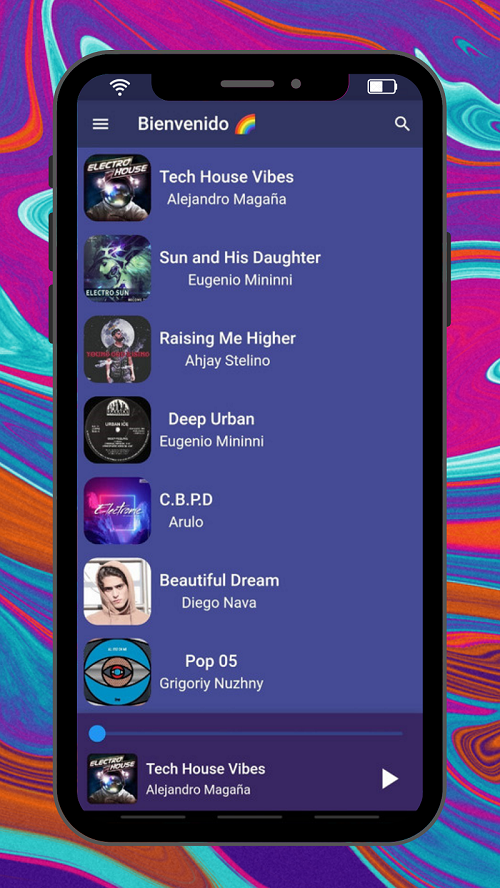 Bienvenido 🌈
ELECTRO
HOUSE
Tech House Vibes
Alejandro Magaña
Sun and His Daughter
Eugenio Mininni
ELECTRO SUN
Raising Me Higher
Ahjay Stelino
Deep Urban
Eugenio Mininni
C.B.P.D
Arulo
Electronic
Beautiful Dream
Diego Nava
Pop 05
Grigoriy Nuzhny
ELECTRO
HOUSE
Tech House Vibes
Alejandro Magaña